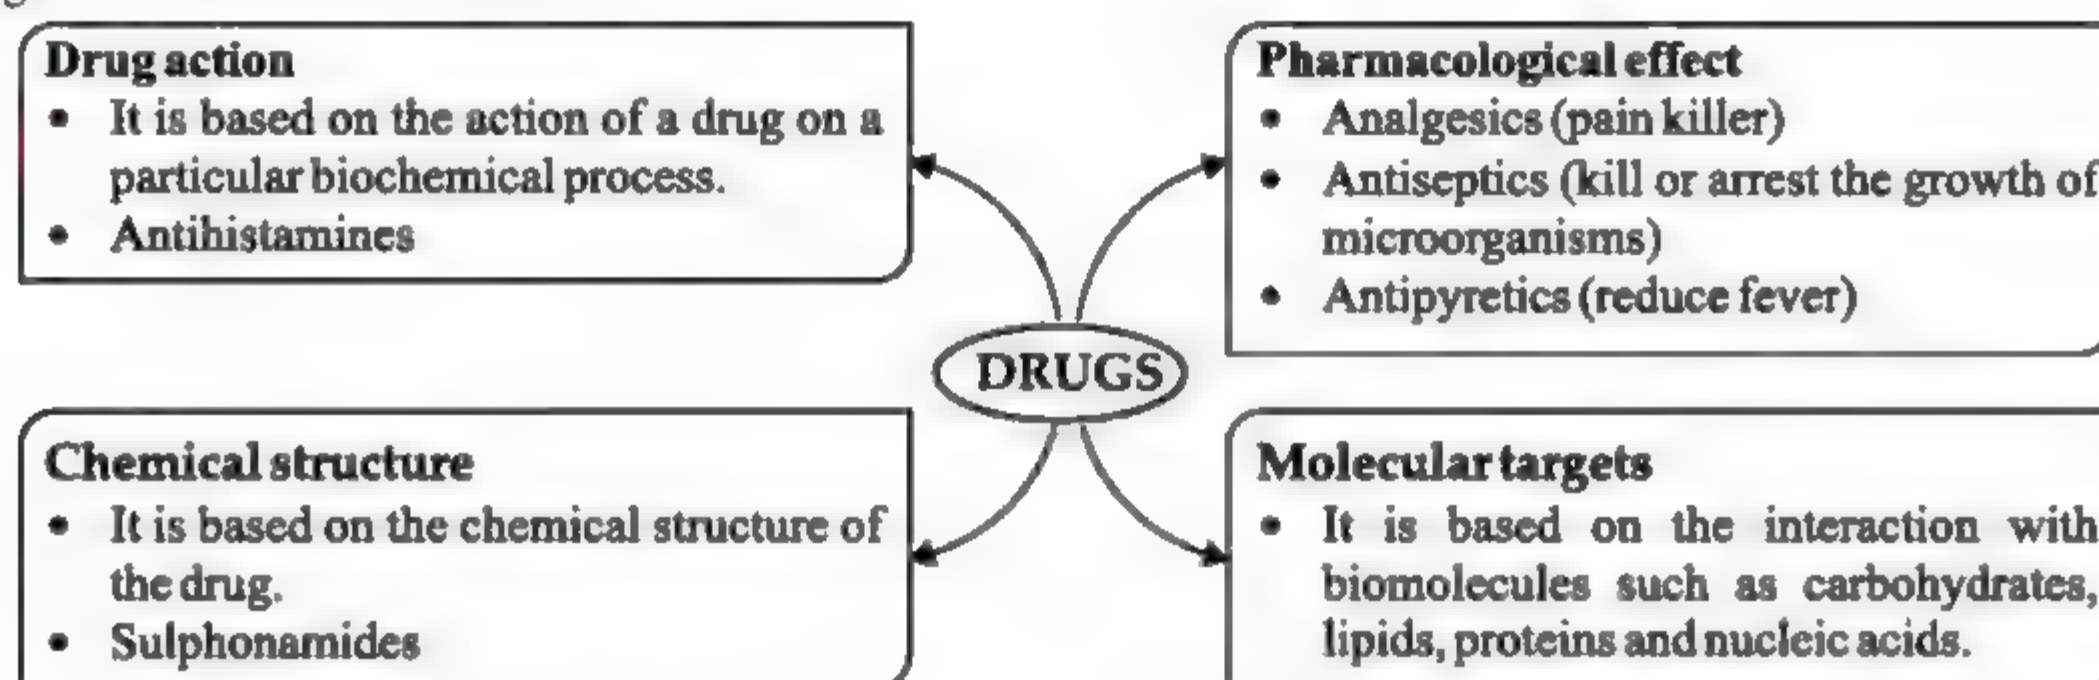 Drug action
• It is based on the action of a drug on a
particular biochemical process.
• Antihistamines
Pharmacological effect
• Analgesics (pain killer)
• Antiseptics (kill or arrest the growth of
microorganisms)
• Antipyretics (reduce fever)
DRUGS
Chemical structure
• It is based on the chemical structure of
the drug.
• Sulphonamides
Molecular targets
• It is based on the interaction with
biomolecules such as carbohydrates,
lipids, proteins and nucleic acids.